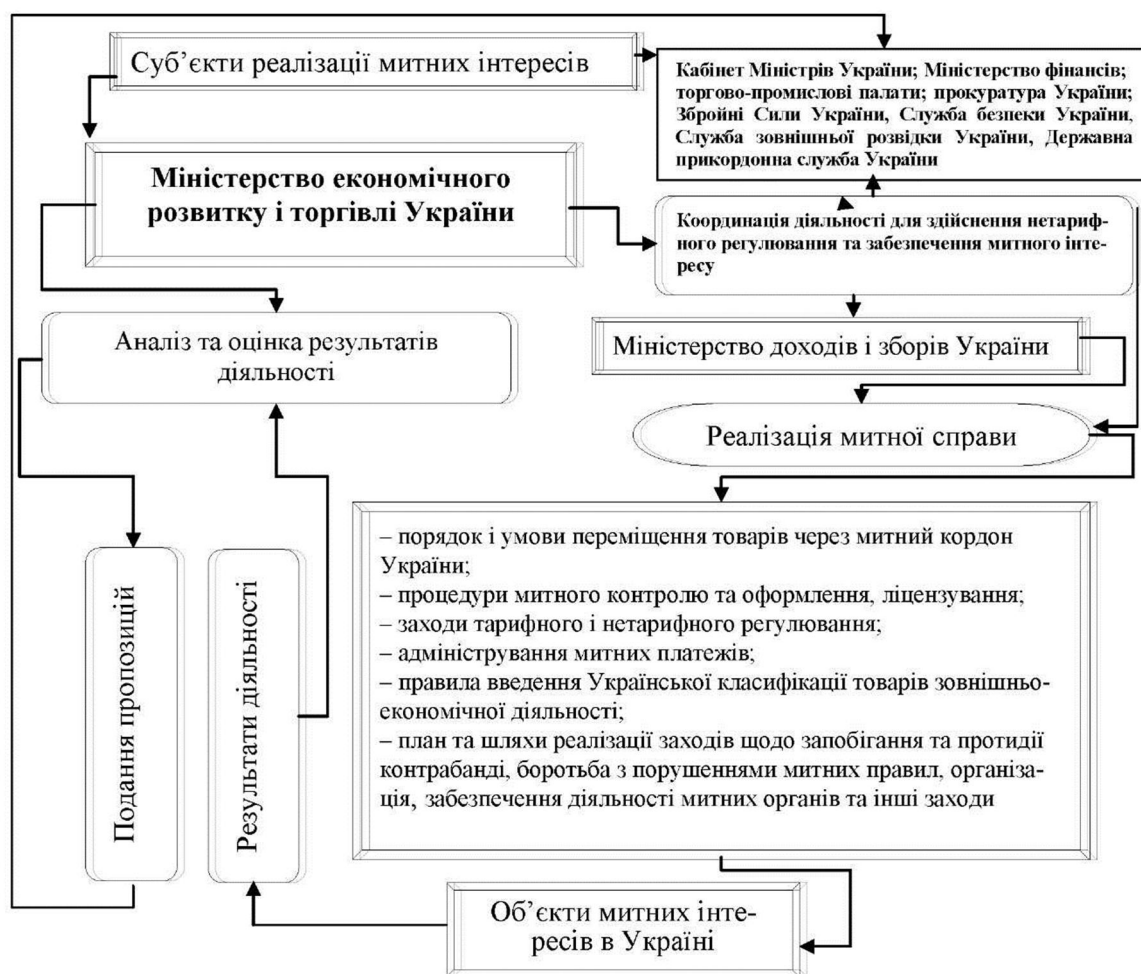 Суб’єкти реалізації митних інтересів
Кабінет Міністрів України; Міністерство фінансів;
торгово-промислові палати; прокуратура України;
Збройні Сили України, Служба безпеки України,
Служба зовнішньої розвідки України, Державна
прикордонна служба України
Міністерство економічного
розвитку і торгівлі України
Координація діяльності для здійснення нетариф-
ного регулювання та забезпечення митного інте-
ресу
Аналіз та оцінка результатів
діяльності
Міністерство доходів і зборів України
Реалізація митної справи
– порядок і умови переміщення товарів через митний кордон
України;
– процедури митного контролю та оформлення, ліцензування;
– заходи тарифного і нетарифного регулювання;
– адміністрування митних платежів;
– правила введення Української класифікації товарів зовнішньо-
економічної діяльності;
– план та шляхи реалізації заходів щодо запобігання та протидії
контрабанді, боротьба з порушеннями митних правил, організа-
ція, забезпечення діяльності митних органів та інші заходи
Подання пропозицій
Результати діяльності
Об’єкти митних інте-
ресів в Україні